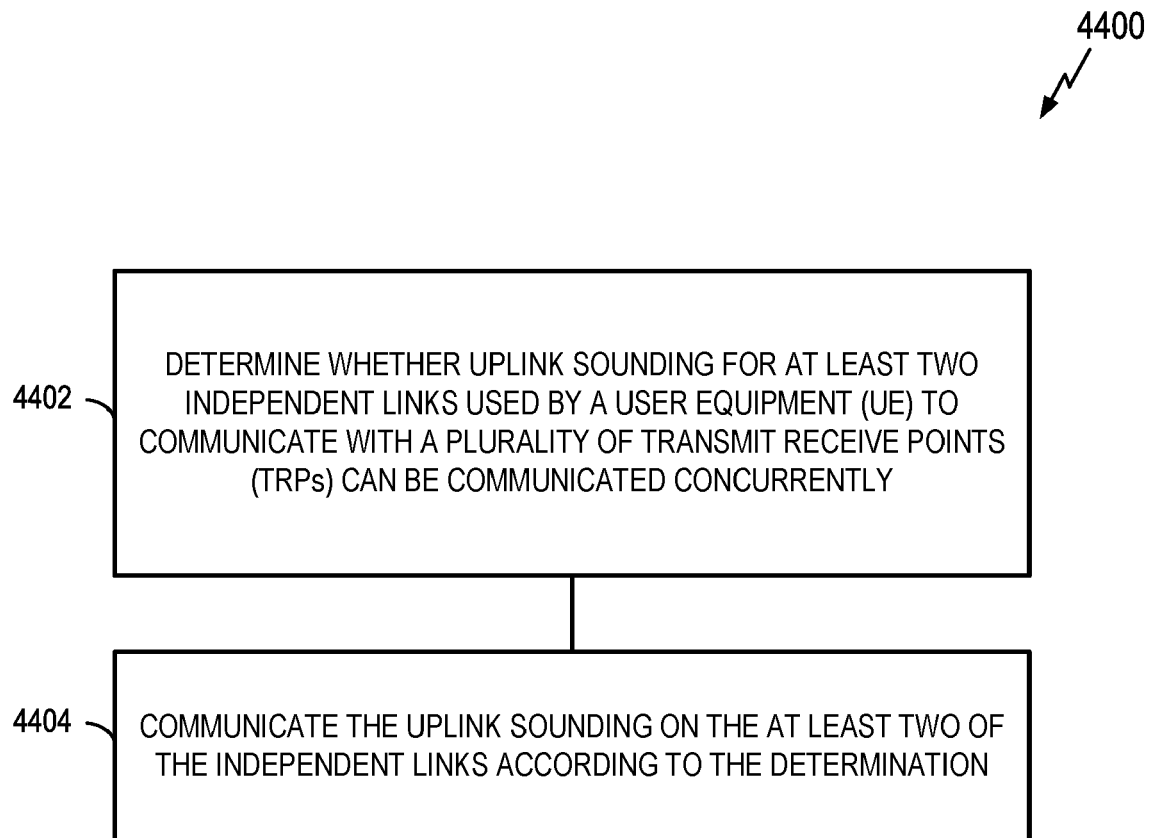 4400
DETERMINE WHETHER UPLINK SOUNDING FOR AT LEAST TWO
INDEPENDENT LINKS USED BY A USER EQUIPMENT (UE) TO
4402
COMMUNICATE WITH A PLURALITY OF TRANSMIT RECEIVE POINTS
(TRPs) CAN BE COMMUNICATED CONCURRENTLY
4404
COMMUNICATE THE UPLINK SOUNDING ON THE AT LEAST TWO OF
THE INDEPENDENT LINKS ACCORDING TO THE DETERMINATION